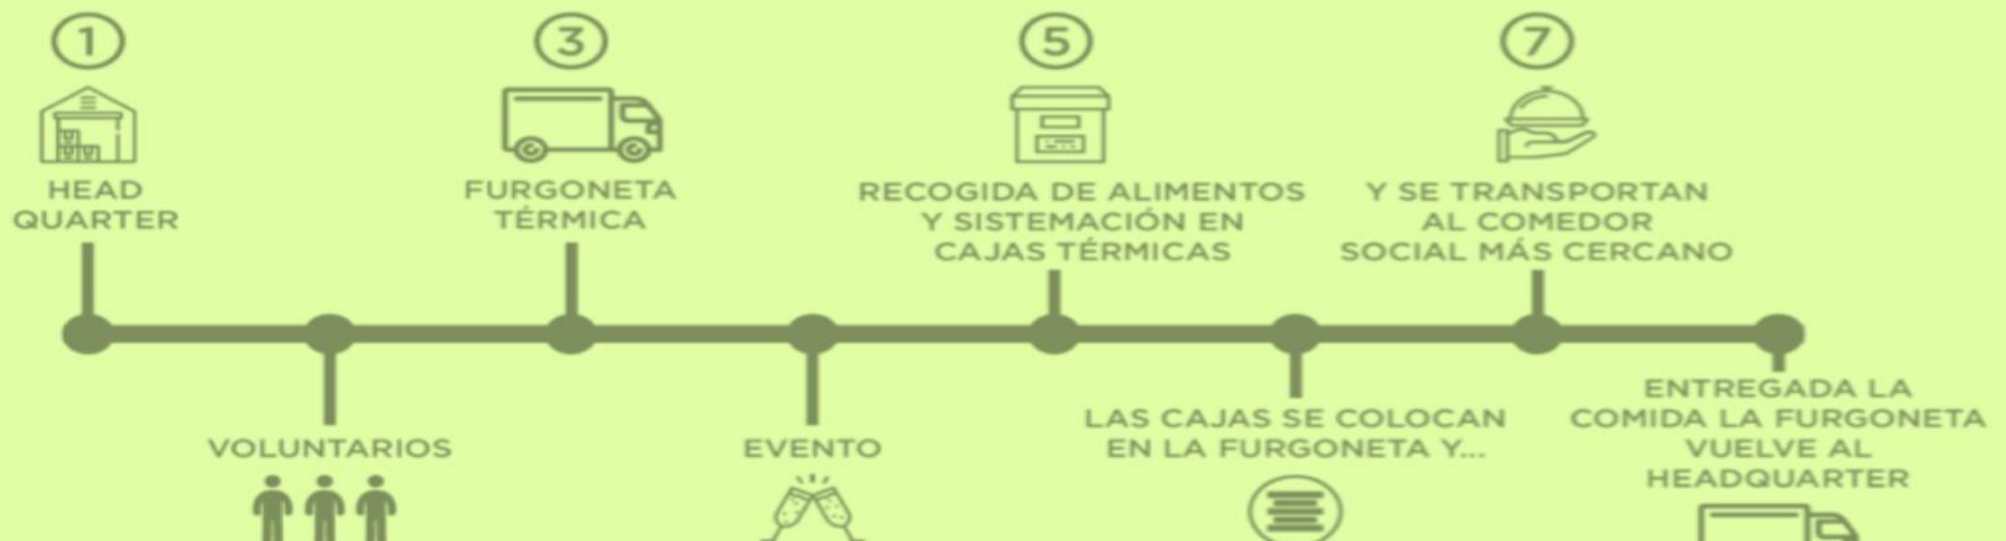 1
HEAD
QUARTER
VOLUNTARIOS
3
FURGONETA
TÉRMICA
EVENTO
5
RECOGIDA DE ALIMENTOS
Y SISTEMACIÓN EN
CAJAS TÉRMICAS
LAS CAJAS SE COLOCAN
EN LA FURGONETA Y...
7
Y SE TRANSPORTAN
AL COMEDOR
SOCIAL MÁS CERCANO
ENTREGADA LA
COMIDA LA FURGONETA
VUELVE AL
HEADQUARTER